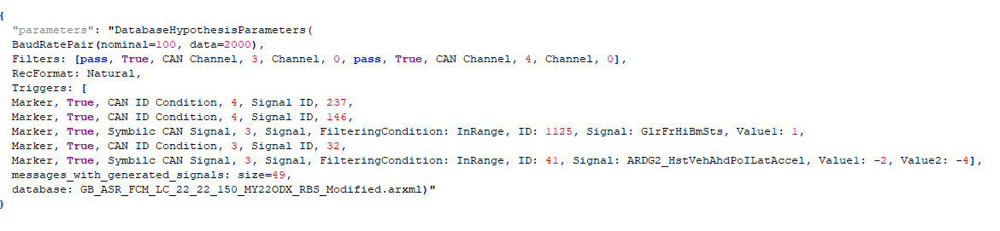 {
"parameters": "DatabaseHypothesisParameters(
BaudRatePair(nominal=100, data=2000),
Filters: [pass, True, CAN Channel, 3, Channel, 0, pass, True, CAN Channel, 4, Channel, 0],
RecFormat: Natural,
Triggers: [
Marker, True, CAN ID Condition, 4, Signal ID, 237,
Marker, True, CAN ID Condition, 4, Signal ID, 146,
Marker, True, Symbilc CAN Signal, 3, Signal, FilteringCondition: InRange, ID: 1125, Signal: GlrFrHiBmSts, Value1: 1,
Marker, True, CAN ID Condition, 3, Signal ID, 32,
Marker, True, Symbilc CAN Signal, 3, Signal, FilteringCondition: InRange, ID: 41, Signal: ARDG2_HstVehAhdPoILatAccel, Value1: -2, Value2: -4],
messages_with_generated_signals: size=49,
database: GB_ASR_FCM_LC_22_22_150_MY22ODX_RBS_Modified.arxml)"
}